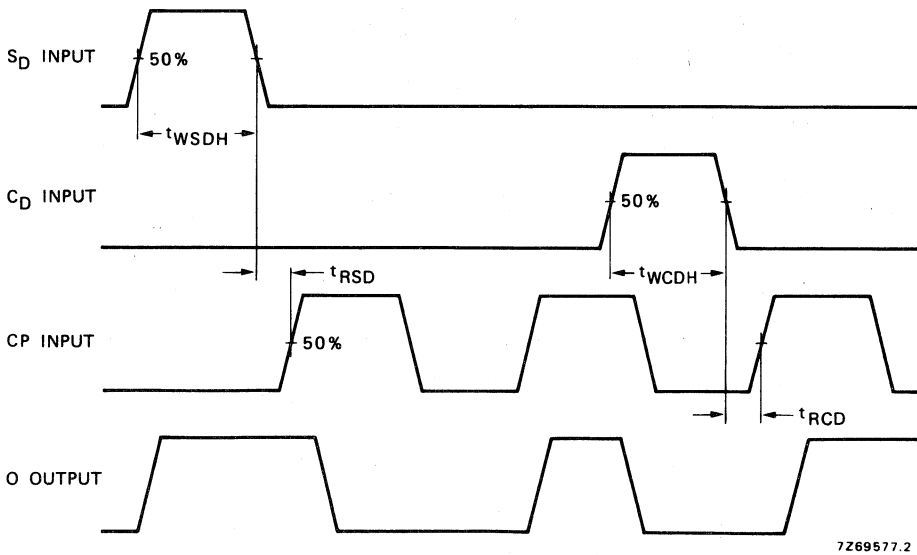 S_D INPUT
50%
t_WSDH
C_D INPUT
50%
t_RSD
t_WCDH
CP INPUT
50%
t_RCD
O OUTPUT
7Z69577.2